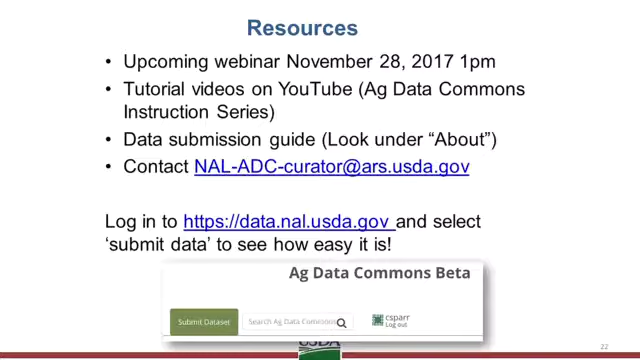 Resources
• Upcoming webinar November 28, 2017 1pm
• Tutorial videos on YouTube (Ag Data Commons
Instruction Series)
• Data submission guide (Look under “About”)
• Contact NAL-ADC-curator@ars.usda.gov
Log in to https://data.nal.usda.gov and select
‘submit data’ to see how easy it is!
Ag Data Commons Beta
Submit Dataset
Search Ag Data Commons
csparr
Log out
USDA
22